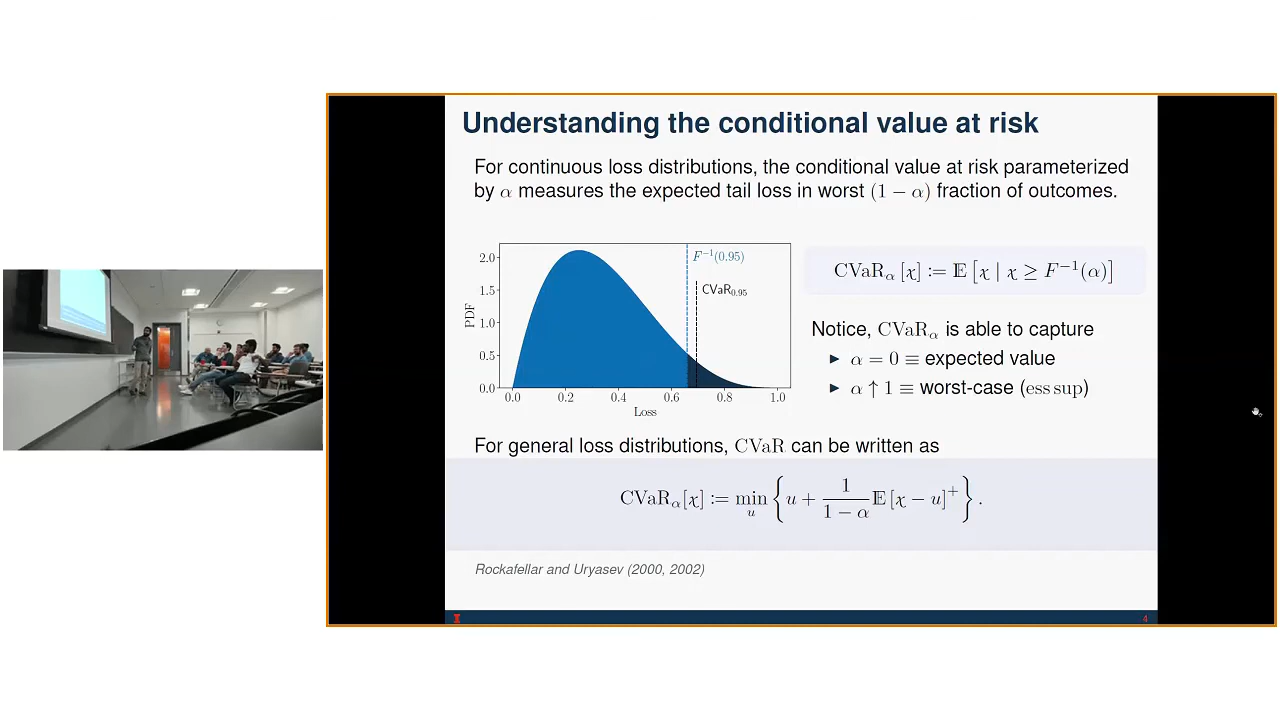 Understanding the conditional value at risk
For continuous loss distributions, the conditional value at risk parameterized
by α measures the expected tail loss in worst (1 − α) fraction of outcomes.
2.0
1.5
1.0
0.5
0.0
PDF
F⁻¹(0.95)
CVaR₀.₉₅
0.0 0.2 0.4 0.6 0.8 1.0
Loss
CVaR_α [χ] := 𝔼 [χ | χ ≥ F⁻¹(α)]
Notice, CVaR_α is able to capture
▶ α = 0 ≡ expected value
▶ α ↑ 1 ≡ worst-case (ess sup)
For general loss distributions, CVaR can be written as
CVaR_α[χ] := min_u { u + 1/(1 − α) 𝔼 [χ − u]⁺ } .
Rockafellar and Uryasev (2000, 2002)
4